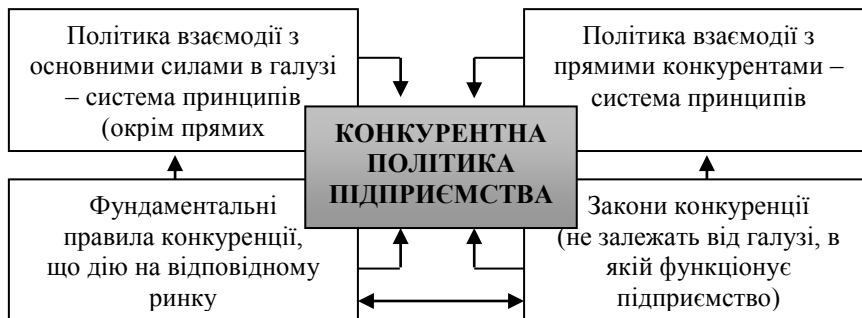 Політика взаємодії з
основними силами в галузі
– система принципів
(окрім прямих
Політика взаємодії з
прямими конкурентами –
система принципів
КОНКУРЕНТНА
ПОЛІТИКА
ПІДПРИЄМСТВА
Фундаментальні
правила конкуренції,
що дію на відповідному
ринку
Закони конкуренції
(не залежать від галузі, в
якій функціонує
підприємство)